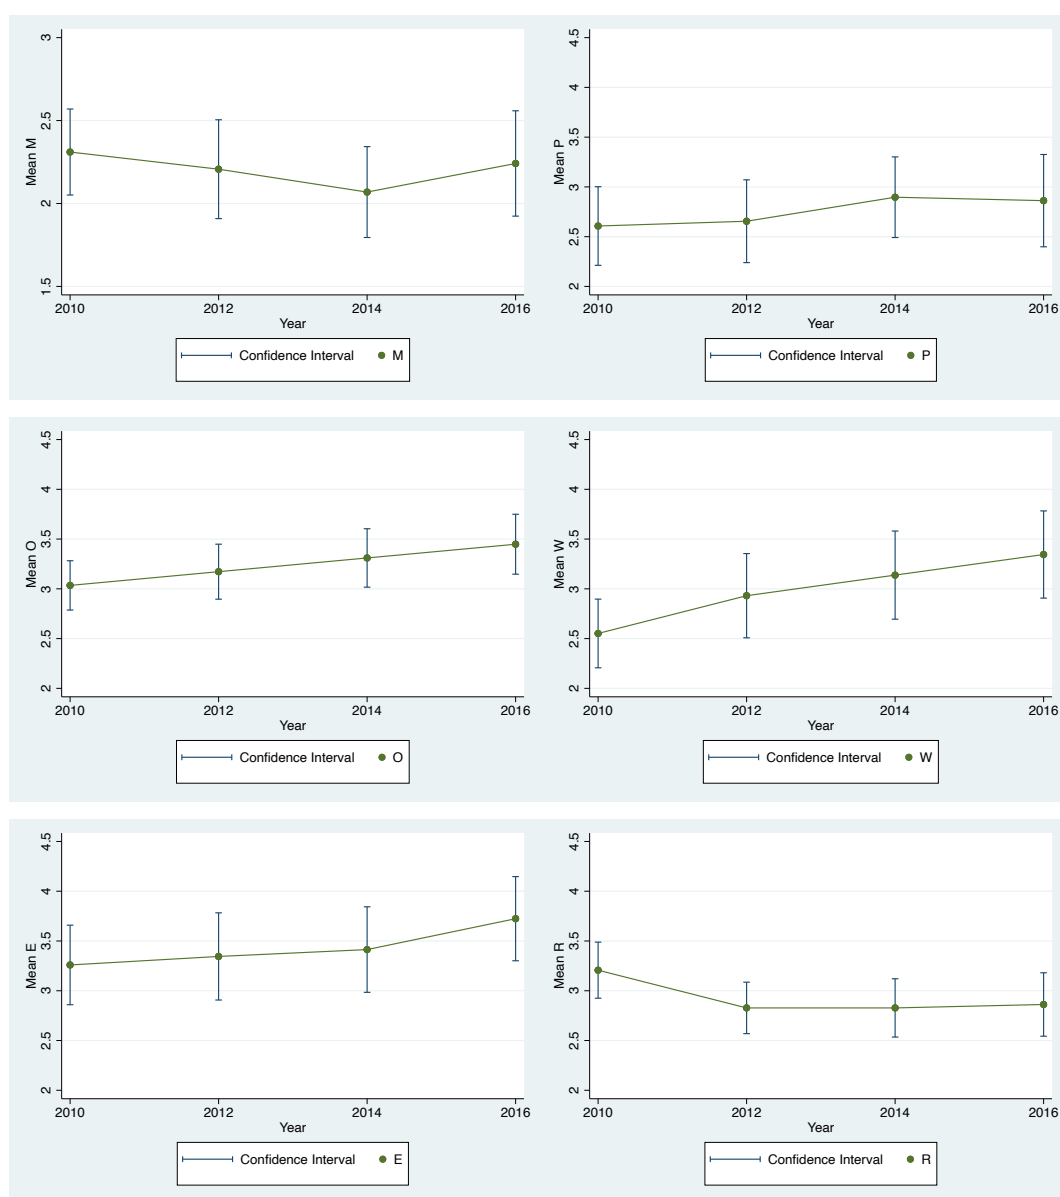 Mean M
3
2.5
2
1.5
2010 2012 2014 2016
Year
Confidence Interval M
Mean P
4.5
4
3.5
3
2.5
2
2010 2012 2014 2016
Year
Confidence Interval P
Mean O
4.5
4
3.5
3
2.5
2
2010 2012 2014 2016
Year
Confidence Interval O
Mean W
4.5
4
3.5
3
2.5
2
2010 2012 2014 2016
Year
Confidence Interval W
Mean E
4.5
4
3.5
3
2.5
2
2010 2012 2014 2016
Year
Confidence Interval E
Mean R
4.5
4
3.5
3
2.5
2
2010 2012 2014 2016
Year
Confidence Interval R